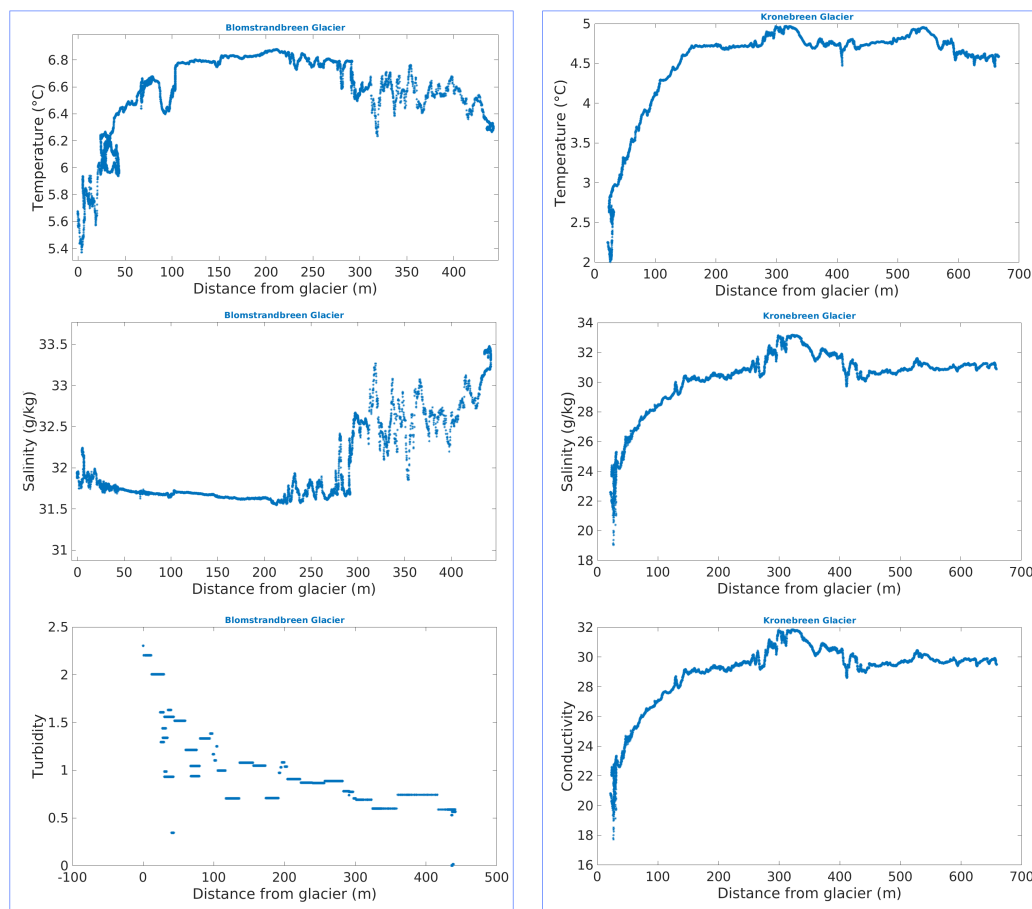 Blomstrandbreen Glacier
6.8
6.6
6.4
6.2
6
5.8
5.6
5.4
Temperature (°C)
0 50 100 150 200 250 300 350 400
Distance from glacier (m)
Blomstrandbreen Glacier
33.5
33
32.5
32
31.5
31
Salinity (g/kg)
0 50 100 150 200 250 300 350 400
Distance from glacier (m)
Blomstrandbreen Glacier
2.5
2
1.5
1
0.5
0
Turbidity
-100 0 100 200 300 400 500
Distance from glacier (m)
Kronebreen Glacier
5
4.5
4
3.5
3
2.5
2
Temperature (°C)
0 100 200 300 400 500 600 700
Distance from glacier (m)
Kronebreen Glacier
34
32
30
28
26
24
22
20
18
Salinity (g/kg)
0 100 200 300 400 500 600 700
Distance from glacier (m)
Kronebreen Glacier
32
30
28
26
24
22
20
18
16
Conductivity
0 100 200 300 400 500 600 700
Distance from glacier (m)